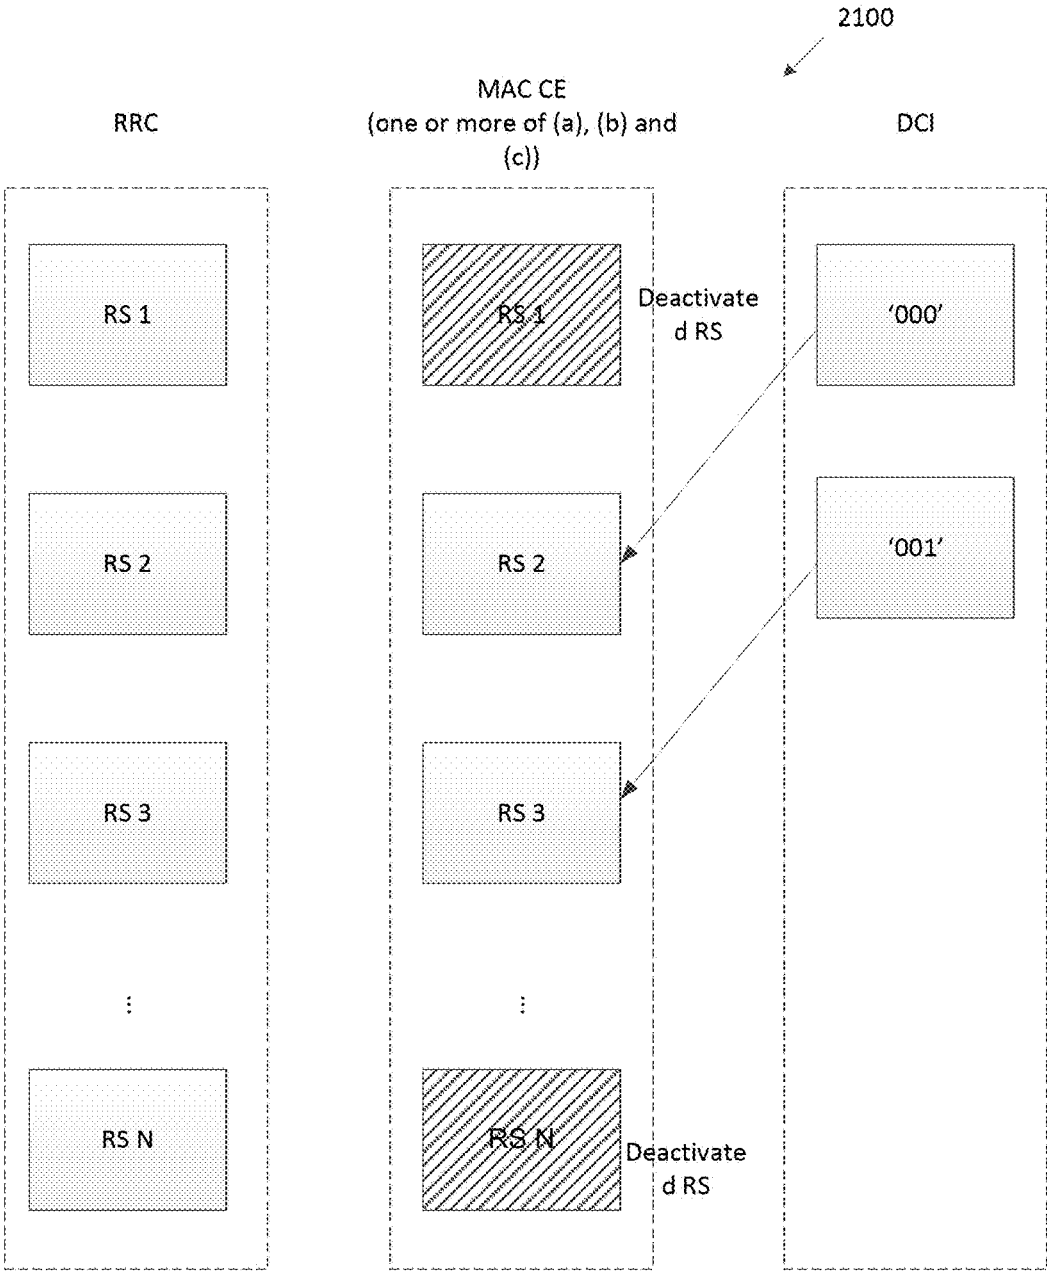 2100
RRC
MAC CE
(one or more of (a), (b) and
(c))
DCI
RS 1
RS 1
Deactivate
d RS
‘000’
RS 2
RS 2
‘001’
RS 3
RS 3
...
...
RS N
RS N
Deactivate
d RS